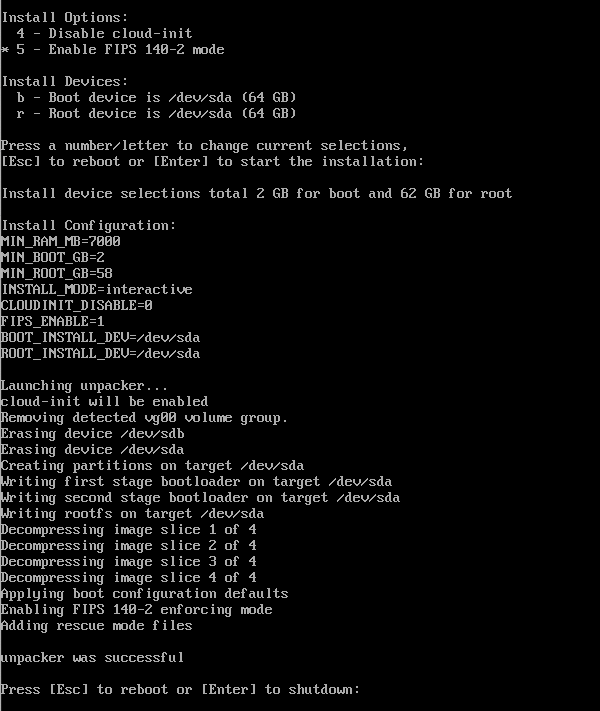 Install Options:
  4 - Disable cloud-init
* 5 - Enable FIPS 140-2 mode

Install Devices:
  b - Boot device is /dev/sda (64 GB)
  r - Root device is /dev/sda (64 GB)

Press a number/letter to change current selections,
[Esc] to reboot or [Enter] to start the installation:

Install device selections total 2 GB for boot and 62 GB for root

Install Configuration:
MIN_RAM_MB=7000
MIN_BOOT_GB=2
MIN_ROOT_GB=58
INSTALL_MODE=interactive
CLOUDINIT_DISABLE=0
FIPS_ENABLE=1
BOOT_INSTALL_DEV=/dev/sda
ROOT_INSTALL_DEV=/dev/sda

Launching unpacker...
cloud-init will be enabled
Removing detected vg00 volume group.
Erasing device /dev/sdb
Erasing device /dev/sda
Creating partitions on target /dev/sda
Writing first stage bootloader on target /dev/sda
Writing second stage bootloader on target /dev/sda
Writing rootfs on target /dev/sda
Decompressing image slice 1 of 4
Decompressing image slice 2 of 4
Decompressing image slice 3 of 4
Decompressing image slice 4 of 4
Applying boot configuration defaults
Enabling FIPS 140-2 enforcing mode
Adding rescue mode files

unpacker was successful

Press [Esc] to reboot or [Enter] to shutdown: